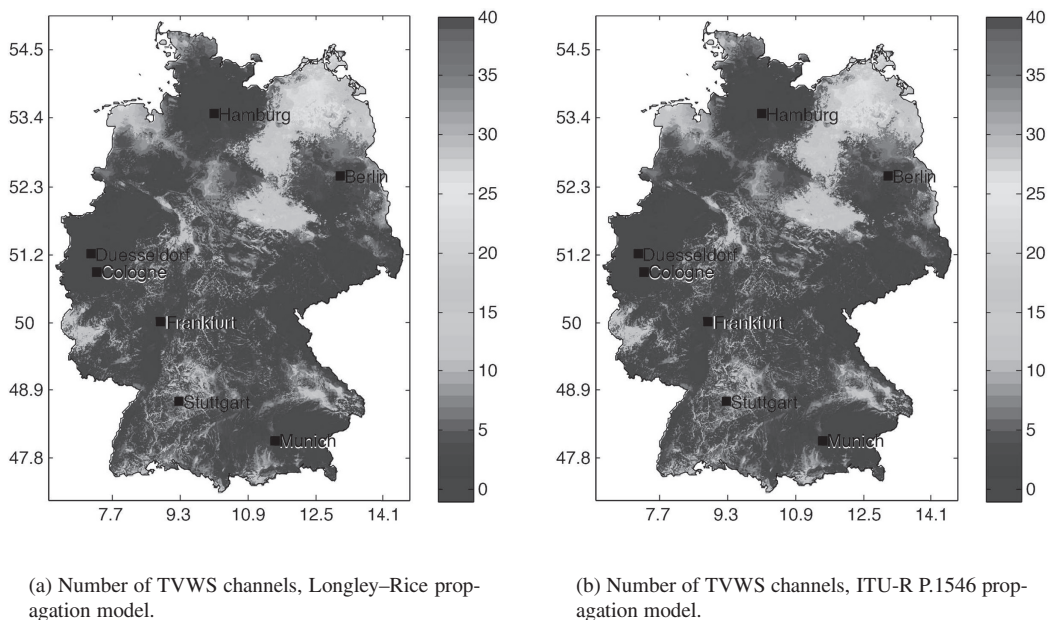 54.5
53.4
52.3
51.2
50
48.9
47.8
7.7 9.3 10.9 12.5 14.1
Hamburg
Berlin
Duesseldorf
Cologne
Frankfurt
Stuttgart
Munich
40
35
30
25
20
15
10
5
0
(a) Number of TVWS channels, Longley–Rice prop-
agation model.
54.5
53.4
52.3
51.2
50
48.9
47.8
7.7 9.3 10.9 12.5 14.1
Hamburg
Berlin
Duesseldorf
Cologne
Frankfurt
Stuttgart
Munich
40
35
30
25
20
15
10
5
0
(b) Number of TVWS channels, ITU-R P.1546 prop-
agation model.